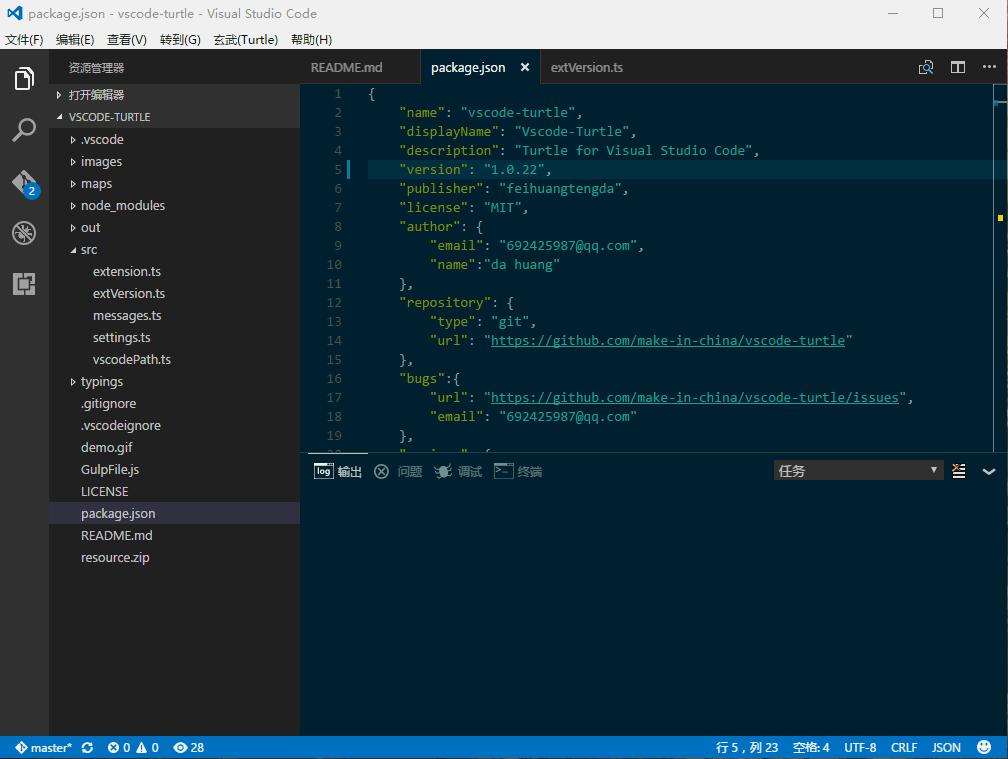 package.json - vscode-turtle - Visual Studio Code
文件(F) 编辑(E) 查看(V) 转到(G) 玄武(Turtle) 帮助(H)
资源管理器
打开编辑器
VSCODE-TURTLE
.vscode
images
maps
node_modules
out
src
extension.ts
extVersion.ts
messages.ts
settings.ts
vscodePath.ts
typings
.gitignore
.vscodeignore
demo.gif
GulpFile.js
LICENSE
package.json
README.md
resource.zip
2
README.md package.json extVersion.ts
1 {
2 "name": "vscode-turtle",
3 "displayName": "Vscode-Turtle",
4 "description": "Turtle for Visual Studio Code",
5 "version": "1.0.22",
6 "publisher": "feihuangtengda",
7 "license": "MIT",
8 "author": {
9 "email": "692425987@qq.com",
10 "name":"da huang"
11 },
12 "repository": {
13 "type": "git",
14 "url": "https://github.com/make-in-china/vscode-turtle"
15 },
16 "bugs":{
17 "url": "https://github.com/make-in-china/vscode-turtle/issues",
18 "email": "692425987@qq.com"
19 },
log 输出 问题 调试 终端 任务
master* 0 0 28 行 5，列 23 空格: 4 UTF-8 CRLF JSON